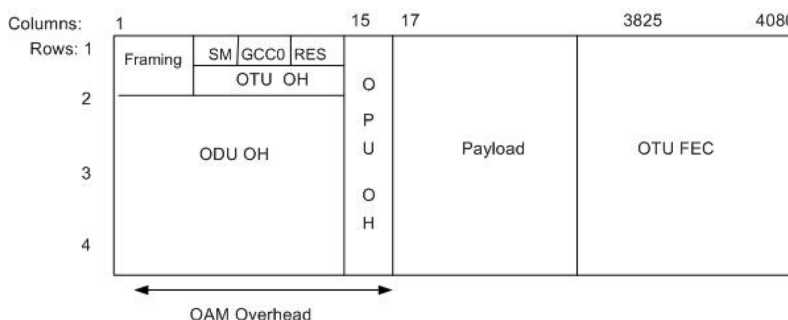 Columns: 1 15 17 3825 4080
Rows: 1
Framing SM GCC0 RES
OTU OH
2
ODU OH
3
4
O
P
U
O
H
Payload
OTU FEC
OAM Overhead